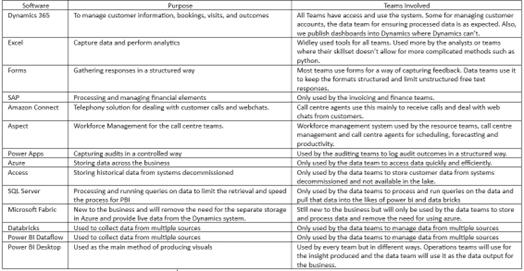 Software Purpose Teams Involved
Dynamics 365 To manage customer information, bookings, visits, and outcomes All Teams have access and use the system. Some for managing customer
accounts, the data team for ensuring processed data is as expected. Also,
we publish dashboards into Dynamics where Dynamics can't.
Excel Capture data and perform analytics Widley used tools for all teams. Used more by the analysts or teams
where their skillset doesn't allow for more complicated methods such as
python.
Forms Gathering responses in a structured way Most teams use forms for a way of capturing feedback. Data teams use it
to keep the formats structured and limit unstructured free text
responses.
SAP Processing and managing financial elements Only used by the invoicing and finance teams.
Amazon Connect Telephony solution for dealing with customer calls and webchats. Call centre agents use this mainly to receive calls and deal with web
chats from customers.
Aspect Workforce Management for the call centre teams. Workforce management system used by the resource teams, call centre
management and call centre agents for scheduling, forecasting and
productivity.
Power Apps Capturing audits in a controlled way Used by the auditing teams to log audit outcomes in a structured way.
Azure Storing data across the business Only used by the data team to access data quickly and efficiently.
Access Storing historical data from systems decommissioned Only used by the data teams to store customer data from systems
decommissioned and not available in the lake.
SQL Server Processing and running queries on data to limit the retrieval and speed
the process for PBI Only used by the data teams to process and run queries on the data and
pull that data into the likes of power bi and data bricks
Microsoft Fabric New to the business and will remove the need for the separate storage
in Azure and provide live data from the Dynamics system. Still new to the business but will only be used by the data teams to store
and process data and remove the need for using azure.
Databricks Used to collect data from multiple sources Only used by the data teams to manage data from multiple sources
Power BI Dataflow Used to collect data from multiple sources Only used by the data teams to manage data from multiple sources
Power BI Desktop Used as the main method of producing visuals Used by every team but in different ways. Operations teams will use for
the insight produced and the data team will use it as the data output for
the business.